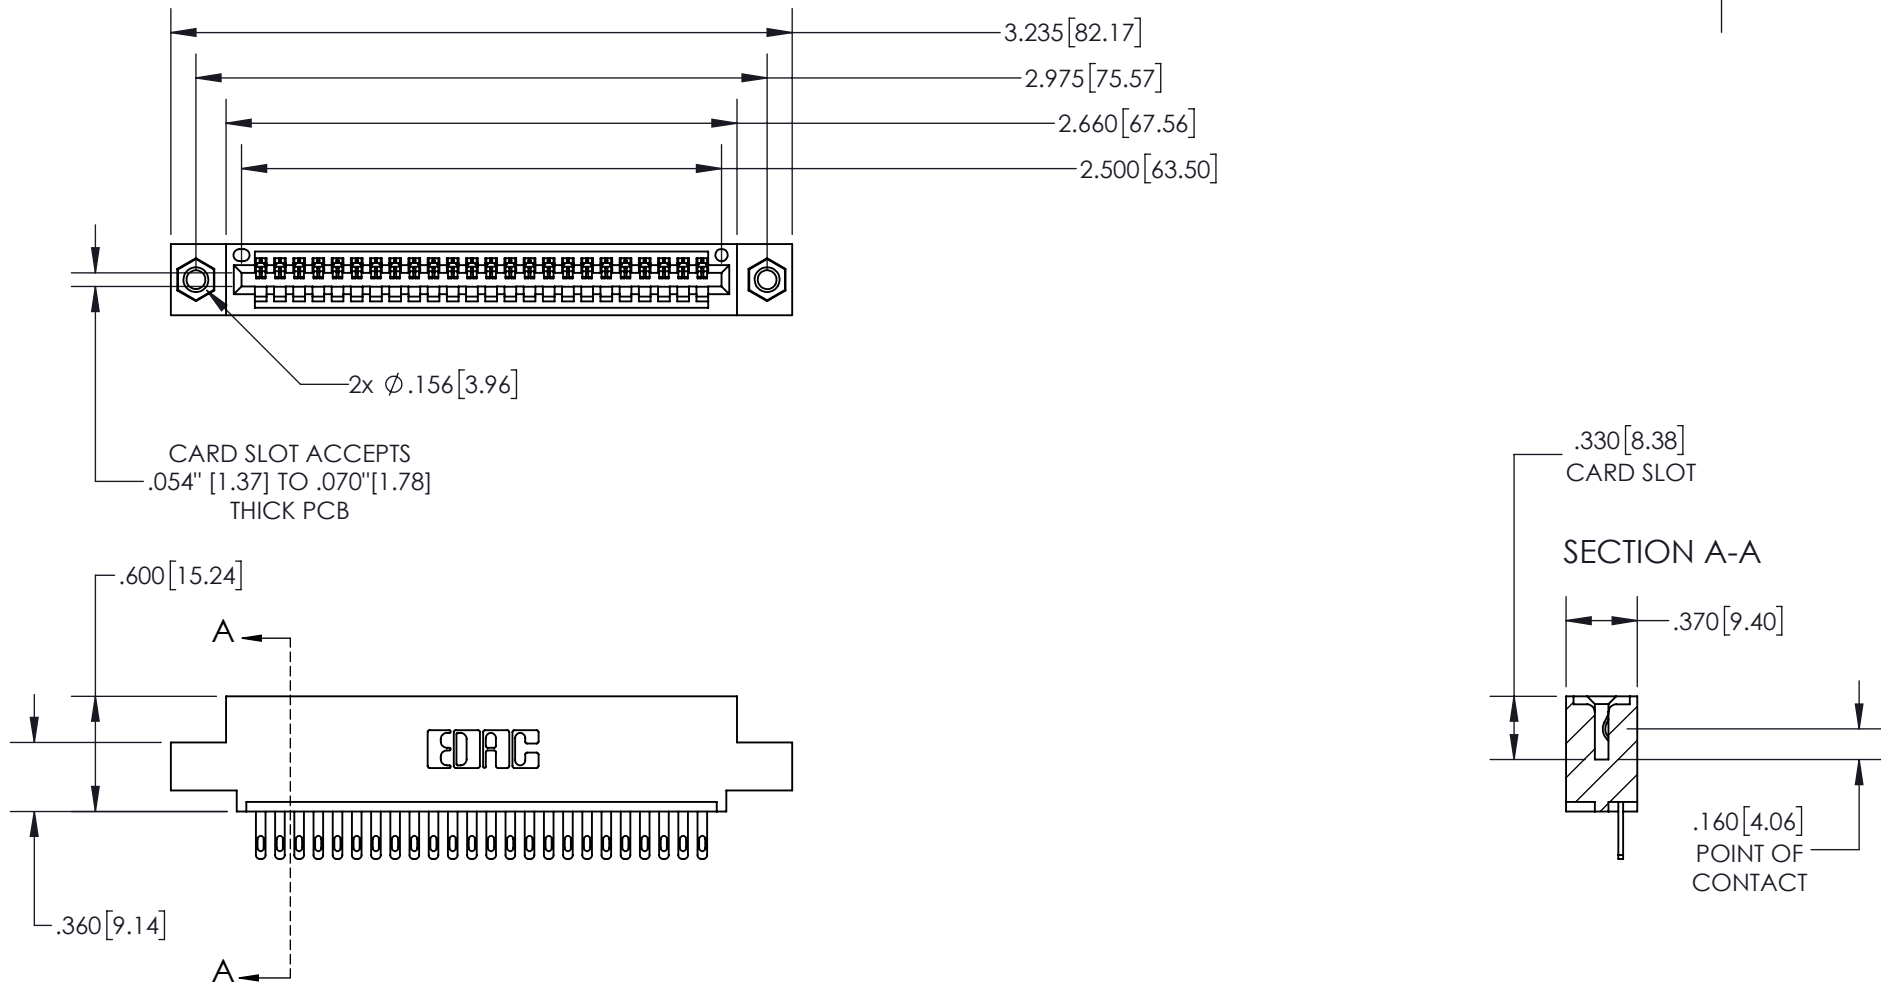 3.235[82.17]
2.975[75.57]
2.660[67.56]
2.500[63.50]
2x Ø.156[3.96]
CARD SLOT ACCEPTS
.054" [1.37] TO .070"[1.78]
THICK PCB
.330[8.38]
CARD SLOT
SECTION A-A
.600[15.24]
A
.370[9.40]
EDAC
.160[4.06]
POINT OF
CONTACT
.360[9.14]
A